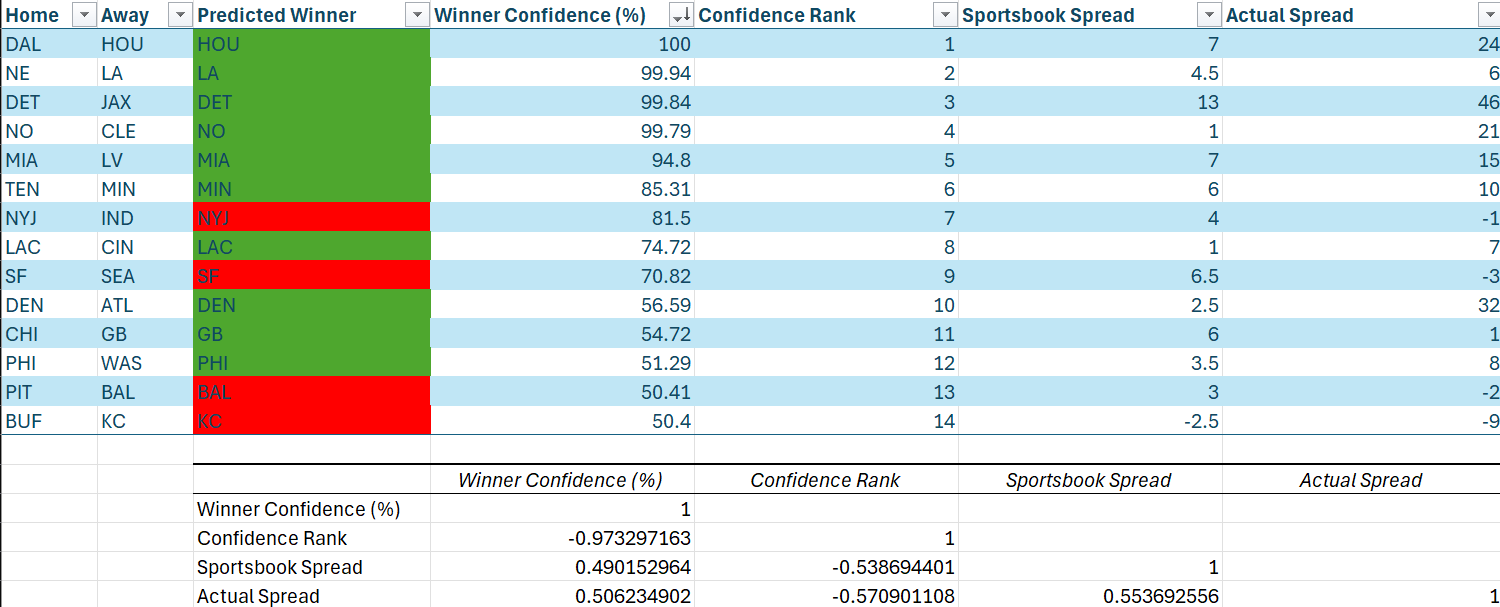 Home Away Predicted Winner Winner Confidence (%) Confidence Rank Sportsbook Spread Actual Spread
DAL HOU HOU 100 1 7 24
NE LA LA 99.94 2 4.5 6
DET JAX DET 99.84 3 13 46
NO CLE NO 99.79 4 1 21
MIA LV MIA 94.8 5 7 15
TEN MIN MIN 85.31 6 6 10
NYJ IND NYJ 81.5 7 4 -1
LAC CIN LAC 74.72 8 1 7
SF SEA SF 70.82 9 6.5 -3
DEN ATL DEN 56.59 10 2.5 32
CHI GB GB 54.72 11 6 1
PHI WAS PHI 51.29 12 3.5 8
PIT BAL BAL 50.41 13 3 -2
BUF KC KC 50.4 14 -2.5 -9
Winner Confidence (%) Confidence Rank Sportsbook Spread Actual Spread
Winner Confidence (%) 1
Confidence Rank -0.973297163 1
Sportsbook Spread 0.490152964 -0.538694401 1
Actual Spread 0.506234902 -0.570901108 0.553692556 1